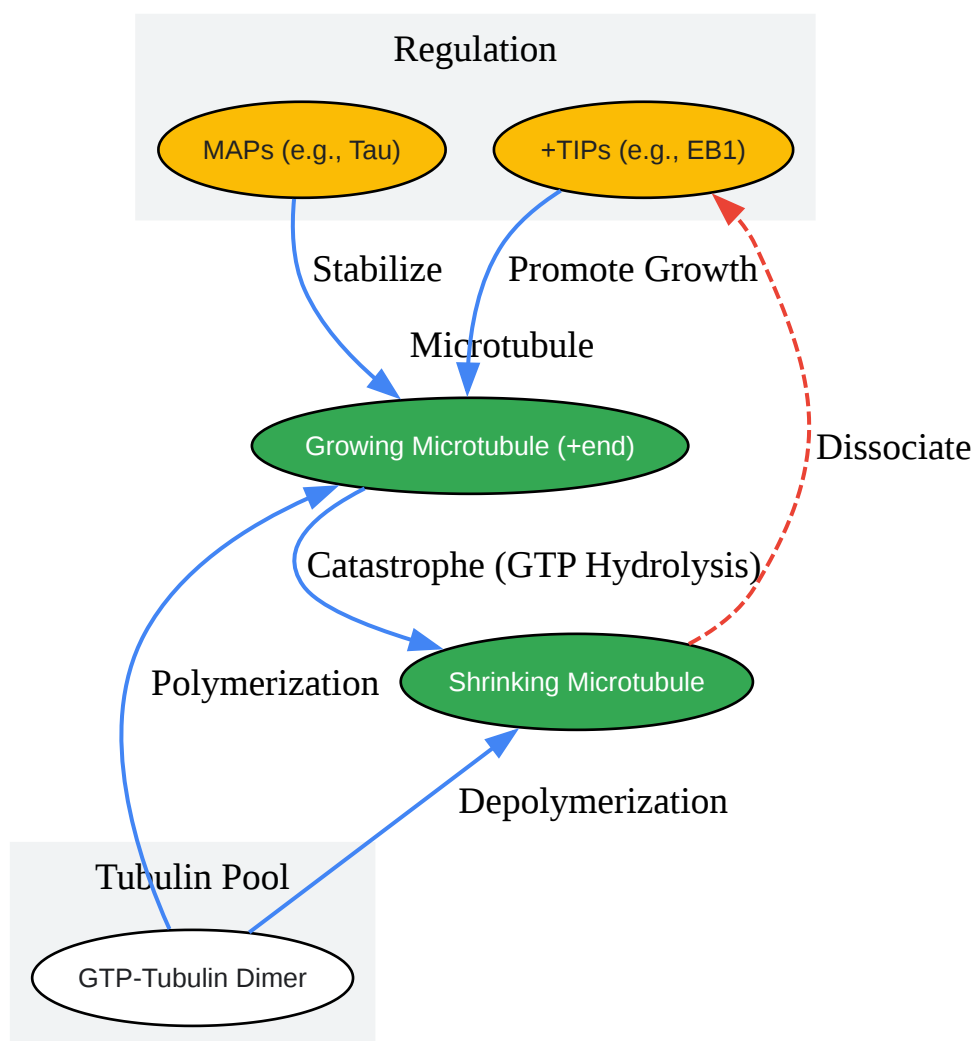 Regulation
MAPs (e.g., Tau)
+TIPs (e.g., EB1)
Stabilize
Promote Growth
Microtubule
Growing Microtubule (+end)
Dissociate
Catastrophe (GTP Hydrolysis)
Polymerization
Shrinking Microtubule
Depolymerization
Tubulin Pool
GTP-Tubulin Dimer